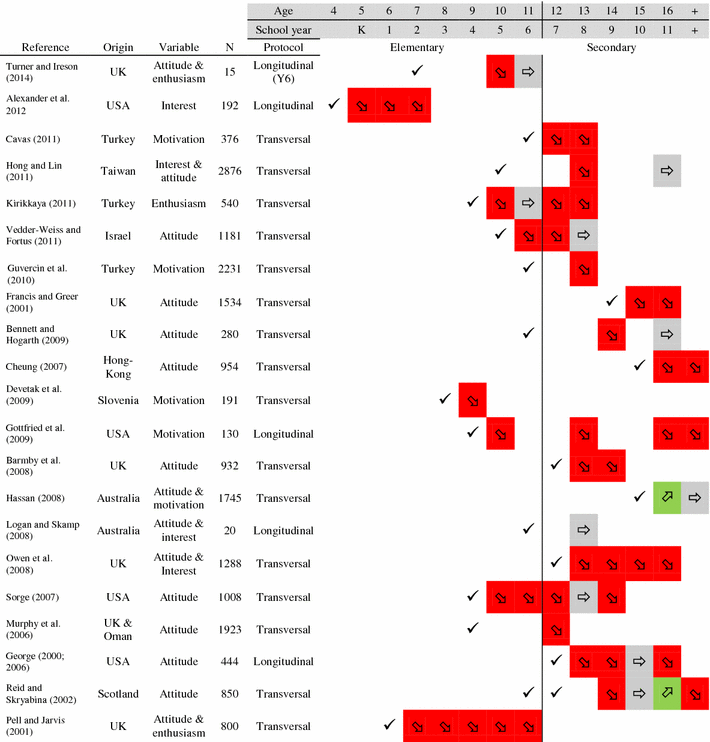 Age 4 5 6 7 8 9 10 11 12 13 14 15 16 +
School year K 1 2 3 4 5 6 7 8 9 10 11 +
Reference Origin Variable N Protocol Elementary Secondary
Turner and Ireson
(2014)
UK
Attitude &
enthusiasm
15
Longitudinal
(Y6)
✓ ⬂ ⇨
Alexander et al.
2012
USA Interest 192 Longitudinal ✓ ⬂ ⬂ ⬂
Cavas (2011) Turkey Motivation 376 Transversal ✓ ⬂ ⬂
Hong and Lin
(2011)
Taiwan
Interest &
attitude
2876 Transversal ✓ ⬂ ⇨
Kirikkaya (2011) Turkey Enthusiasm 540 Transversal ✓ ⬂ ⇨ ⬂ ⬂
Vedder-Weiss and
Fortus (2011)
Israel Attitude 1181 Transversal ✓ ⬂ ⬂ ⇨
Guvercin et al.
(2010)
Turkey Motivation 2231 Transversal ✓ ⬂
Francis and Greer
(2001)
UK Attitude 1534 Transversal ✓ ⬂ ⬂
Bennett and
Hogarth (2009)
UK Attitude 280 Transversal ✓ ⬂ ⇨
Cheung (2007)
Hong-
Kong
Attitude 954 Transversal ✓ ⬂ ⬂
Devetak et al.
(2009)
Slovenia Motivation 191 Transversal ✓ ⬂
Gottfried et al.
(2009)
USA Motivation 130 Longitudinal ✓ ⬂ ⬂ ⬂ ⬂
Barmby et al.
(2008)
UK Attitude 932 Transversal ✓ ⬂ ⬂
Hassan (2008) Australia
Attitude &
motivation
1745 Transversal ✓ ⬀ ⇨
Logan and Skamp
(2008)
Australia
Attitude &
interest
20 Longitudinal ✓ ⇨
Owen et al.
(2008)
UK
Attitude &
Interest
1288 Transversal ✓ ⬂ ⬂ ⬂ ⬂
Sorge (2007) USA Attitude 1008 Transversal ✓ ⬂ ⬂ ⬂ ⇨ ⬂
Murphy et al.
(2006)
UK &
Oman
Attitude 1923 Transversal ✓ ⬂
George (2000;
2006)
USA Attitude 444 Longitudinal ✓ ⬂ ⬂ ⇨ ⬂
Reid and
Skryabina (2002)
Scotland Attitude 850 Transversal ✓ ✓ ⬂ ⇨ ⬀ ⬂
Pell and Jarvis
(2001)
UK
Attitude &
enthusiasm
800 Transversal ✓ ⬂ ⬂ ⬂ ⬂ ⬂